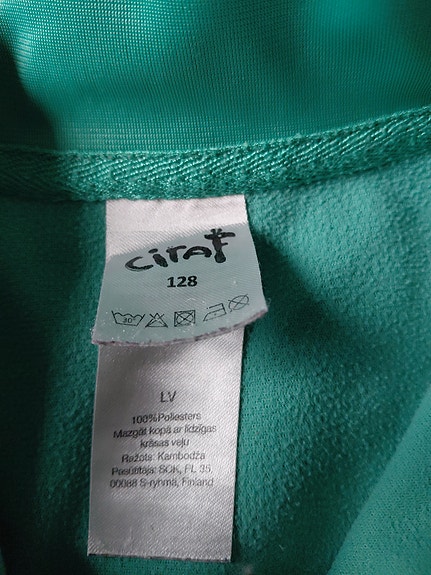 ciraf
128
30°
LV
100%Poliesters
Mazgāt kopā ar līdzīgas
krāsas veļu
Ražots: Kambodža
Pasūtītājs: SOK, PL 35,
00088 S-ryhmä, Finland